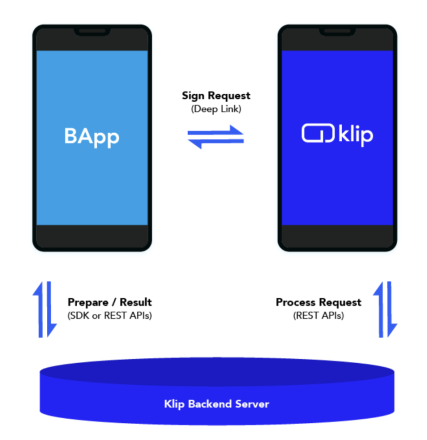 Sign Request
(Deep Link)
BApp
klip
Prepare / Result
(SDK or REST APIs)
Process Request
(REST APIs)
Klip Backend Server